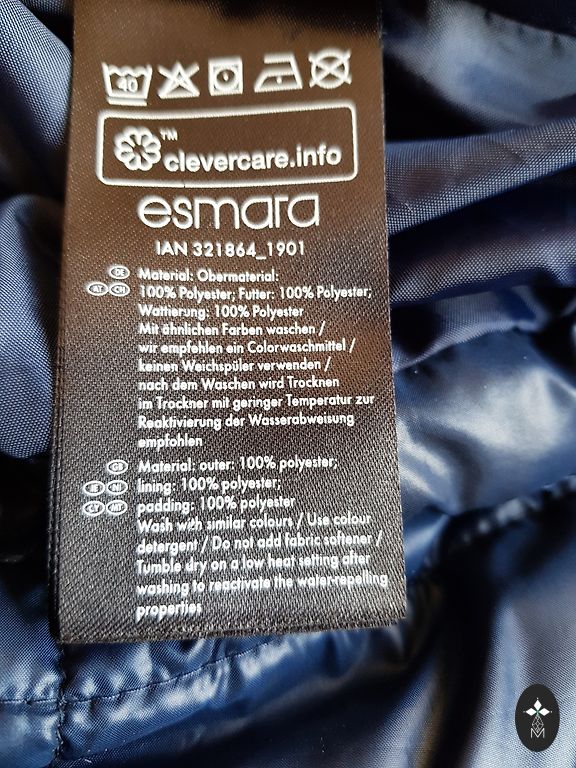 40
clevercare.info™
esmara
IAN 321864_1901
DE Material: Obermaterial:
AT CH 100% Polyester; Futter: 100% Polyester;
Wattierung: 100% Polyester
Mit ähnlichen Farben waschen /
wir empfehlen ein Colorwaschmittel /
keinen Weichspüler verwenden /
nach dem Waschen wird Trocknen
im Trockner mit geringer Temperatur zur
Reaktivierung der Wasserabweisung
empfohlen
GB Material: outer: 100% polyester;
IE NI lining: 100% polyester;
CY MT padding: 100% polyester
Wash with similar colours / Use colour
detergent / Do not add fabric softener /
Tumble dry on a low heat setting after
washing to reactivate the water-repelling
properties
M